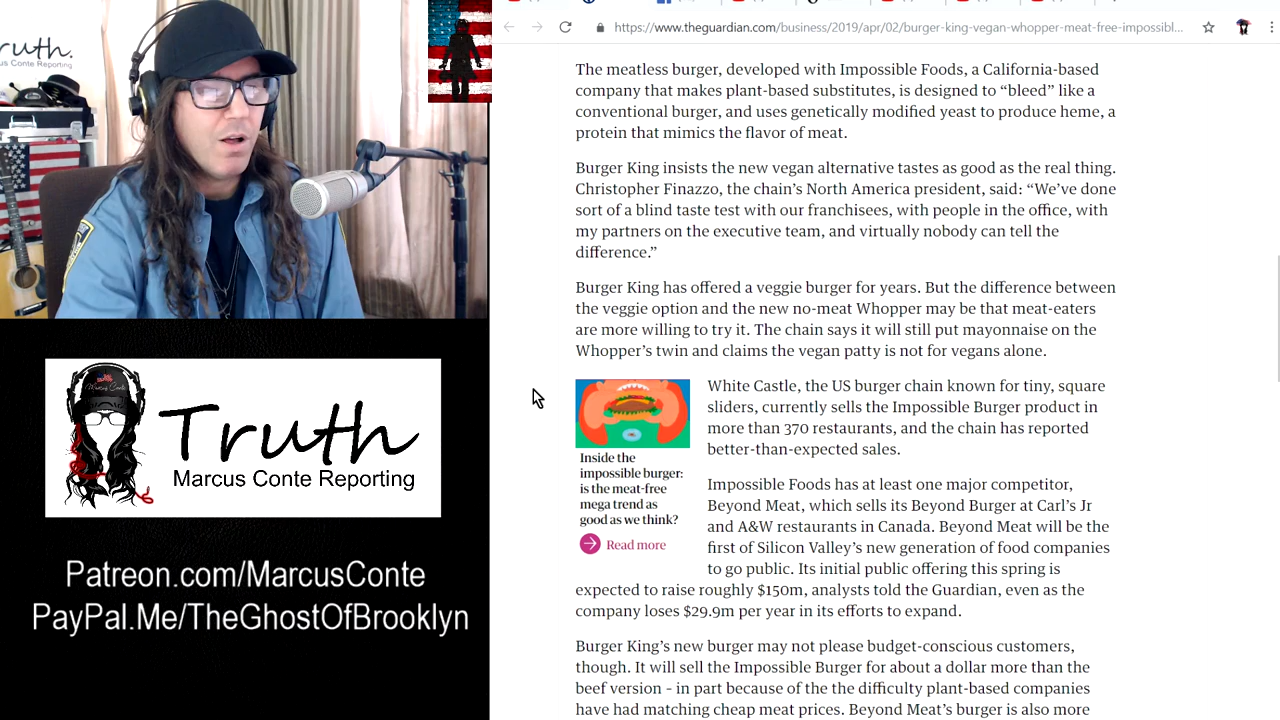 ruth.
us Conte Reporting
https://www.theguardian.com/business/2019/apr/02/burger-king-vegan-whopper-meat-free-impossibl...
The meatless burger, developed with Impossible Foods, a California-based
company that makes plant-based substitutes, is designed to “bleed” like a
conventional burger, and uses genetically modified yeast to produce heme, a
protein that mimics the flavor of meat.
Burger King insists the new vegan alternative tastes as good as the real thing.
Christopher Finazzo, the chain’s North America president, said: “We’ve done
sort of a blind taste test with our franchisees, with people in the office, with
my partners on the executive team, and virtually nobody can tell the
difference.”
Burger King has offered a veggie burger for years. But the difference between
the veggie option and the new no-meat Whopper may be that meat-eaters
are more willing to try it. The chain says it will still put mayonnaise on the
Whopper’s twin and claims the vegan patty is not for vegans alone.
White Castle, the US burger chain known for tiny, square
sliders, currently sells the Impossible Burger product in
more than 370 restaurants, and the chain has reported
better-than-expected sales.
Inside the
impossible burger:
is the meat-free
mega trend as
good as we think?
Read more
Impossible Foods has at least one major competitor,
Beyond Meat, which sells its Beyond Burger at Carl’s Jr
and A&W restaurants in Canada. Beyond Meat will be the
first of Silicon Valley’s new generation of food companies
to go public. Its initial public offering this spring is
expected to raise roughly $150m, analysts told the Guardian, even as the
company loses $29.9m per year in its efforts to expand.
Burger King’s new burger may not please budget-conscious customers,
though. It will sell the Impossible Burger for about a dollar more than the
beef version – in part because of the the difficulty plant-based companies
have had matching cheap meat prices. Beyond Meat’s burger is also more
Marcus Conte
Truth
Marcus Conte Reporting
Patreon.com/MarcusConte
PayPal.Me/TheGhostOfBrooklyn